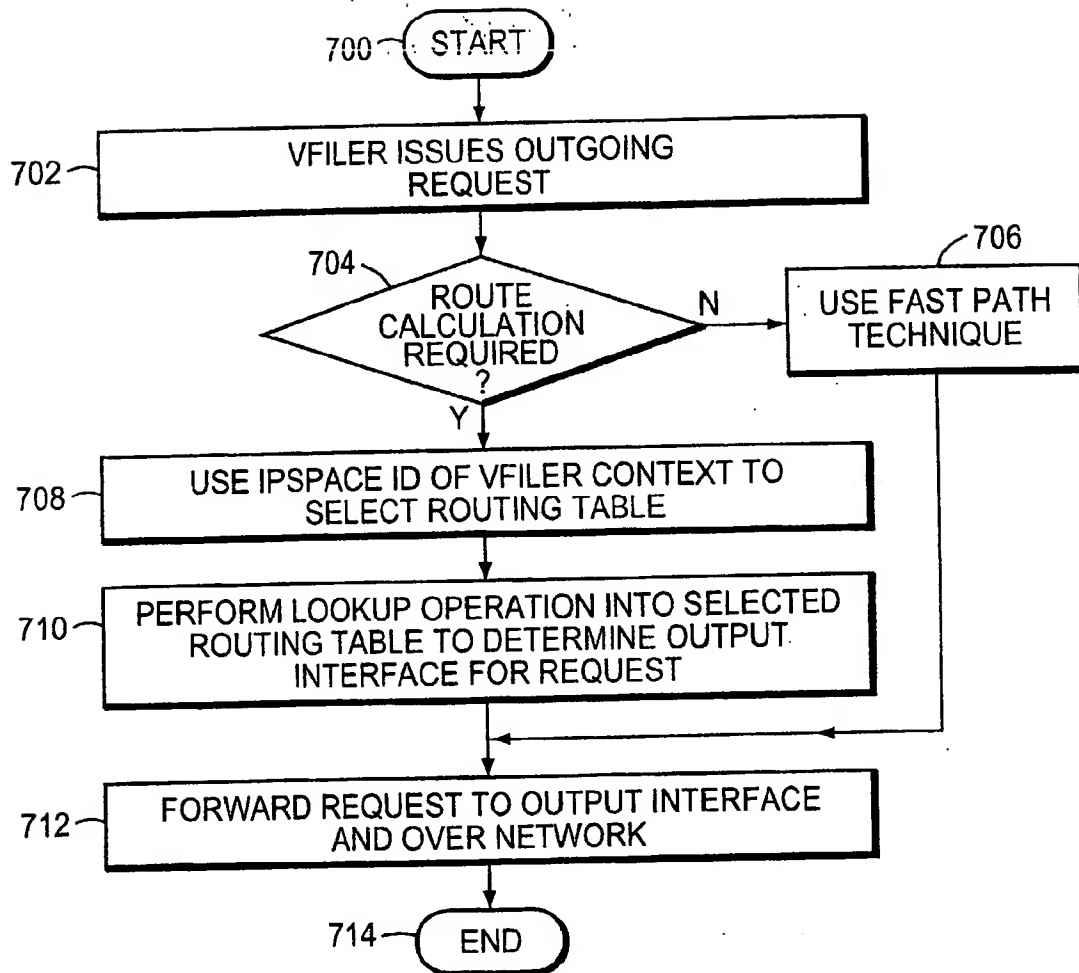 700
START
702
VFILER ISSUES OUTGOING
REQUEST
704
ROUTE
CALCULATION
REQUIRED
?
N
Y
706
USE FAST PATH
TECHNIQUE
708
USE IPSPACE ID OF VFILER CONTEXT TO
SELECT ROUTING TABLE
710
PERFORM LOOKUP OPERATION INTO SELECTED
ROUTING TABLE TO DETERMINE OUTPUT
INTERFACE FOR REQUEST
712
FORWARD REQUEST TO OUTPUT INTERFACE
AND OVER NETWORK
714
END